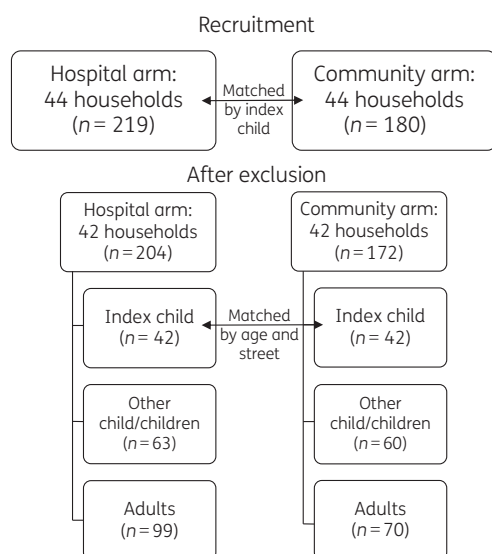 Recruitment
Hospital arm:
44 households
(n = 219)
Matched
by index
child
Community arm:
44 households
(n = 180)
After exclusion
Hospital arm:
42 households
(n = 204)
Community arm:
42 households
(n = 172)
Index child
(n = 42)
Matched
by age and
street
Index child
(n = 42)
Other
child/children
(n = 63)
Other
child/children
(n = 60)
Adults
(n = 99)
Adults
(n = 70)